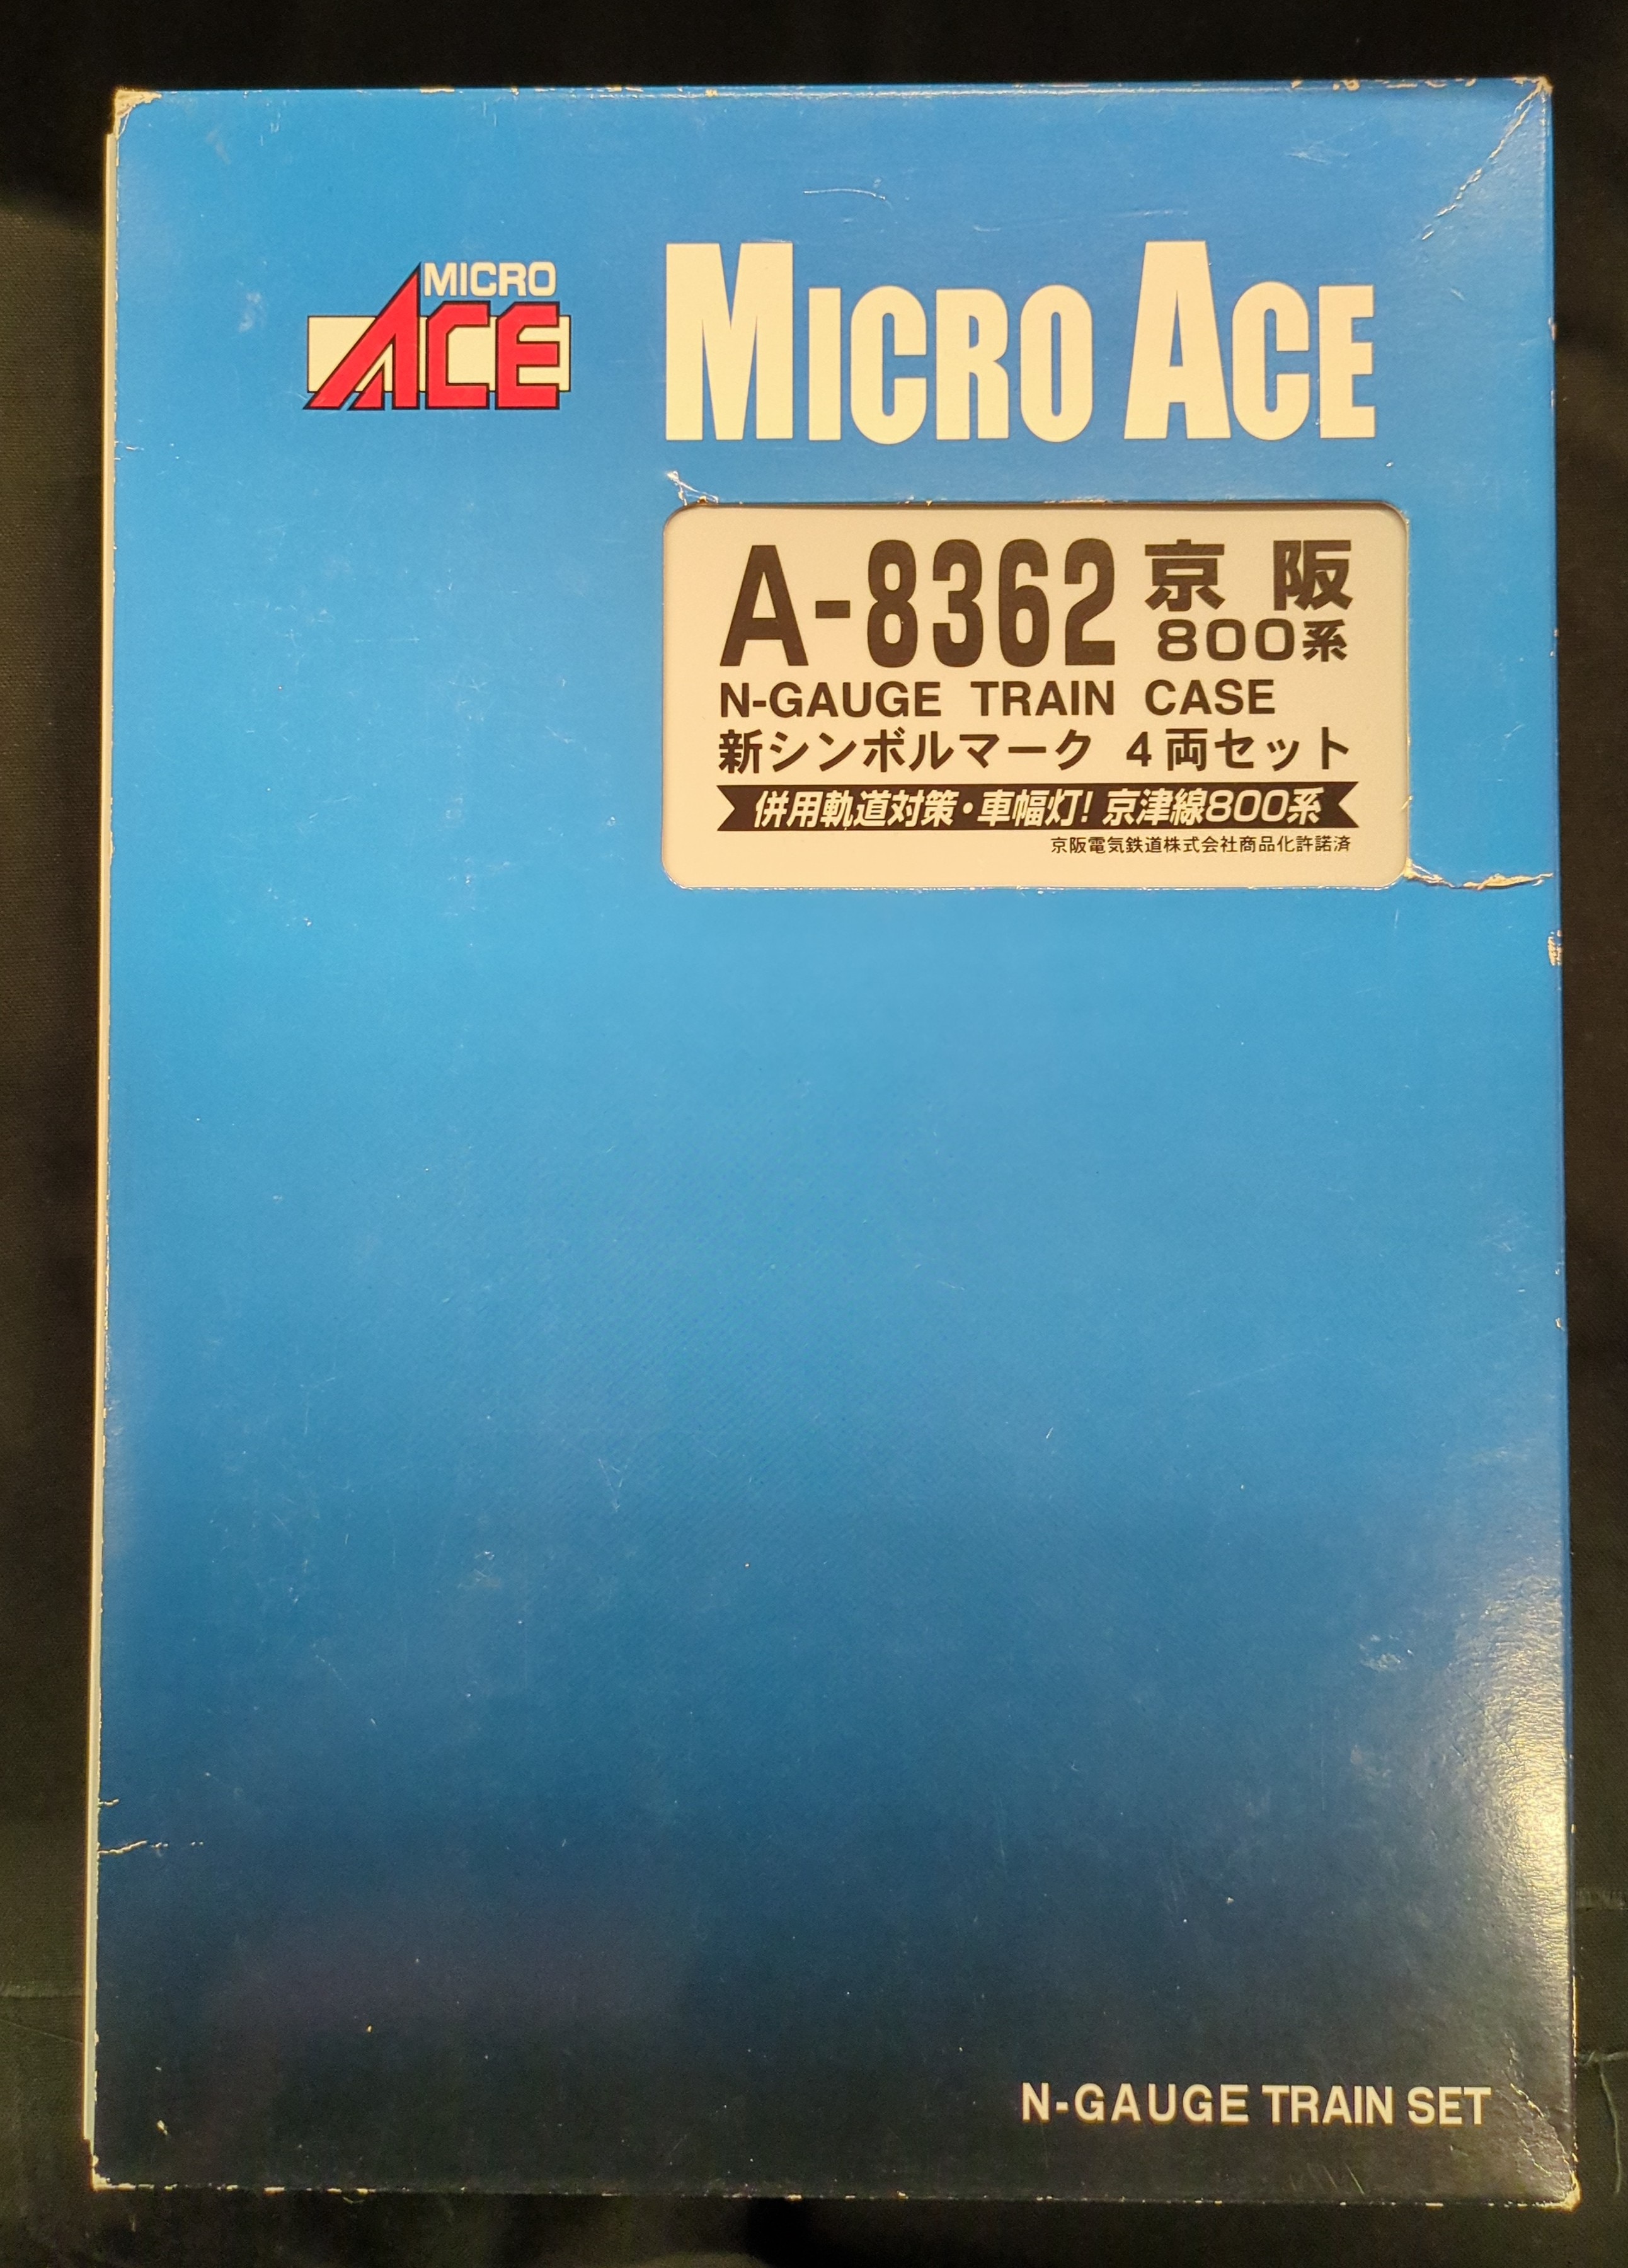 MICRO
ACE
MICRO ACE
A-8362 京阪
800系
N-GAUGE TRAIN CASE
新シンボルマーク 4両セット
併用軌道対策・車幅灯!京津線800系
京阪電気鉄道株式会社商品化許諾済
N-GAUGE TRAIN SET